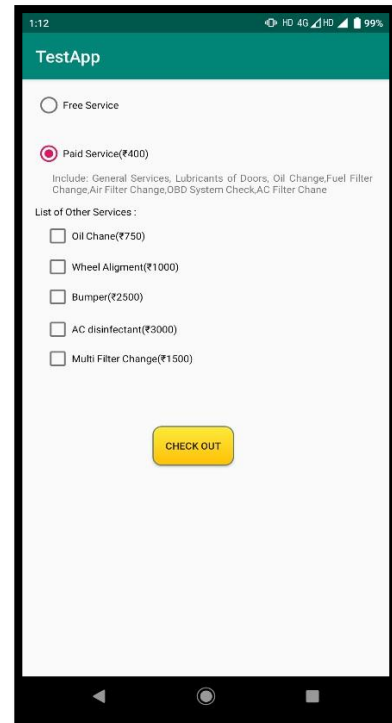 1:12 HD 4G HD 99%
TestApp
Free Service
Paid Service(₹400)
Include: General Services, Lubricants of Doors, Oil Change,Fuel Filter
Change,Air Filter Change,OBD System Check,AC Filter Chane
List of Other Services :
Oil Chane(₹750)
Wheel Aligment(₹1000)
Bumper(₹2500)
AC disinfectant(₹3000)
Multi Filter Change(₹1500)
CHECK OUT